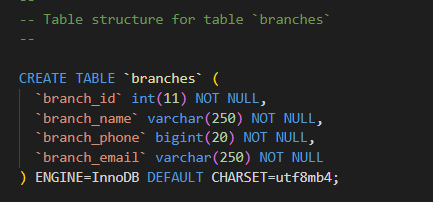 --
-- Table structure for table `branches`
--
CREATE TABLE `branches` (
  `branch_id` int(11) NOT NULL,
  `branch_name` varchar(250) NOT NULL,
  `branch_phone` bigint(20) NOT NULL,
  `branch_email` varchar(250) NOT NULL
) ENGINE=InnoDB DEFAULT CHARSET=utf8mb4;